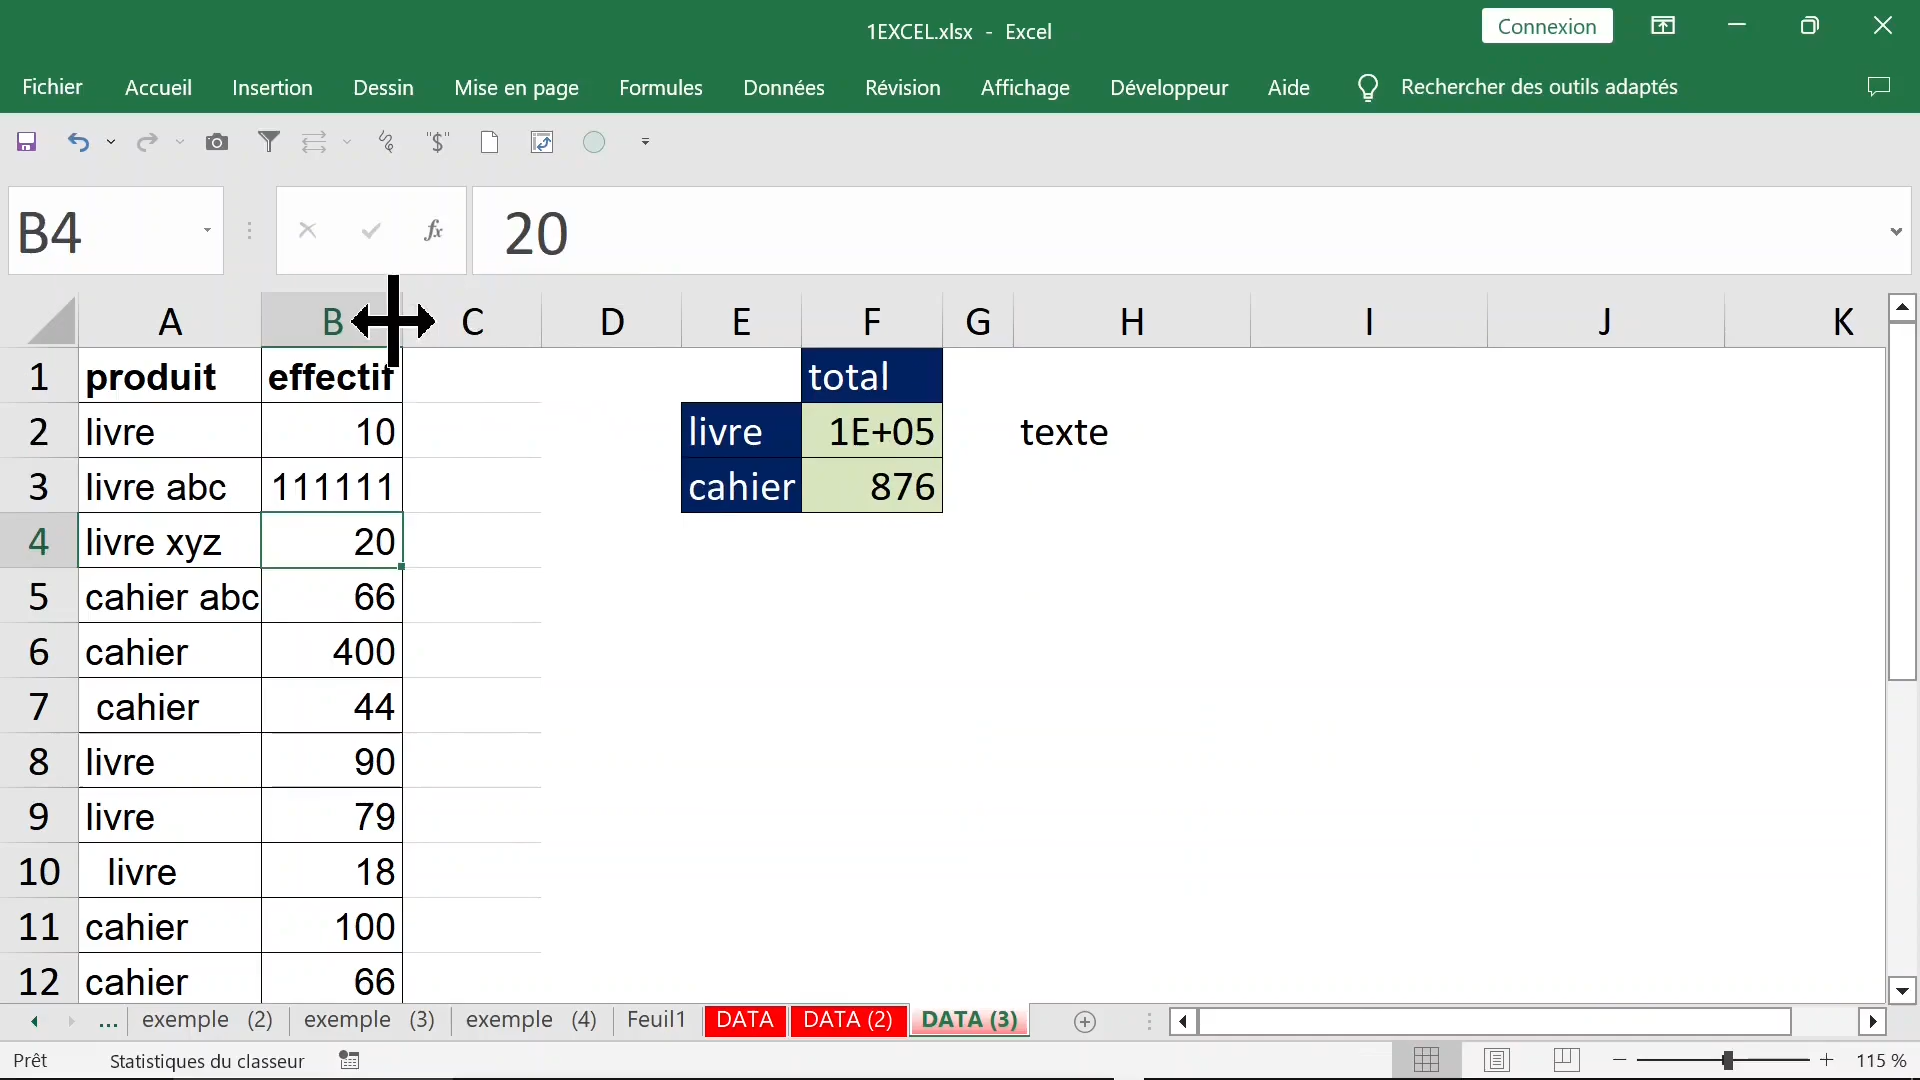 1EXCEL.xlsx - Excel
Connexion
Fichier Accueil Insertion Dessin Mise en page Formules Données Révision Affichage Développeur Aide Rechercher des outils adaptés
"$"
B4 fx 20
A B C D E F G H I J K
1 produit effectif total
2 livre 10 livre 1E+05 texte
3 livre abc 111111 cahier 876
4 livre xyz 20
5 cahier abc 66
6 cahier 400
7 cahier 44
8 livre 90
9 livre 79
10 livre 18
11 cahier 100
12 cahier 66
... exemple (2) exemple (3) exemple (4) Feuil1 DATA DATA (2) DATA (3)
Prêt Statistiques du classeur 115 %